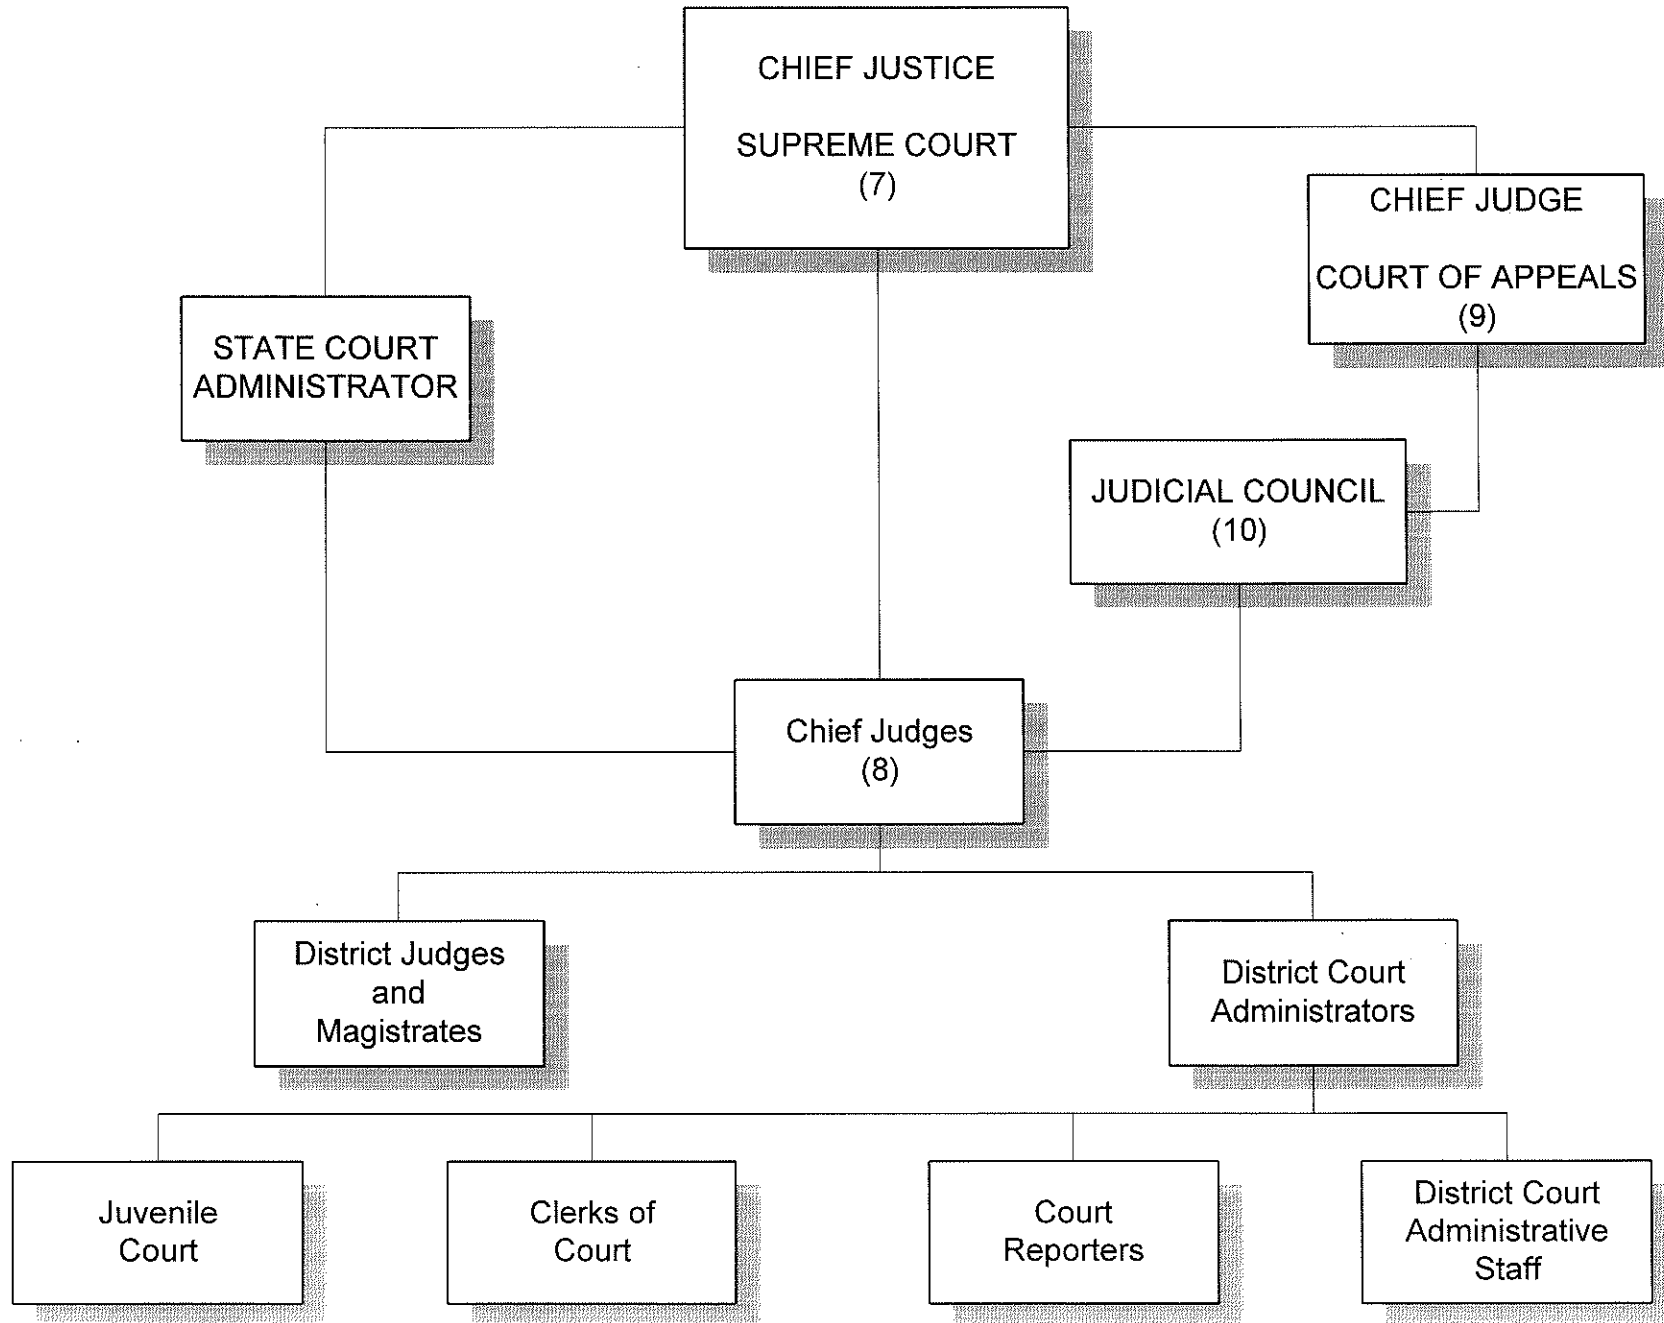 CHIEF JUSTICE
SUPREME COURT
(7)
CHIEF JUDGE
COURT OF APPEALS
(9)
STATE COURT
ADMINISTRATOR
JUDICIAL COUNCIL
(10)
Chief Judges
(8)
District Judges
and
Magistrates
District Court
Administrators
Juvenile
Court
Clerks of
Court
Court
Reporters
District Court
Administrative
Staff